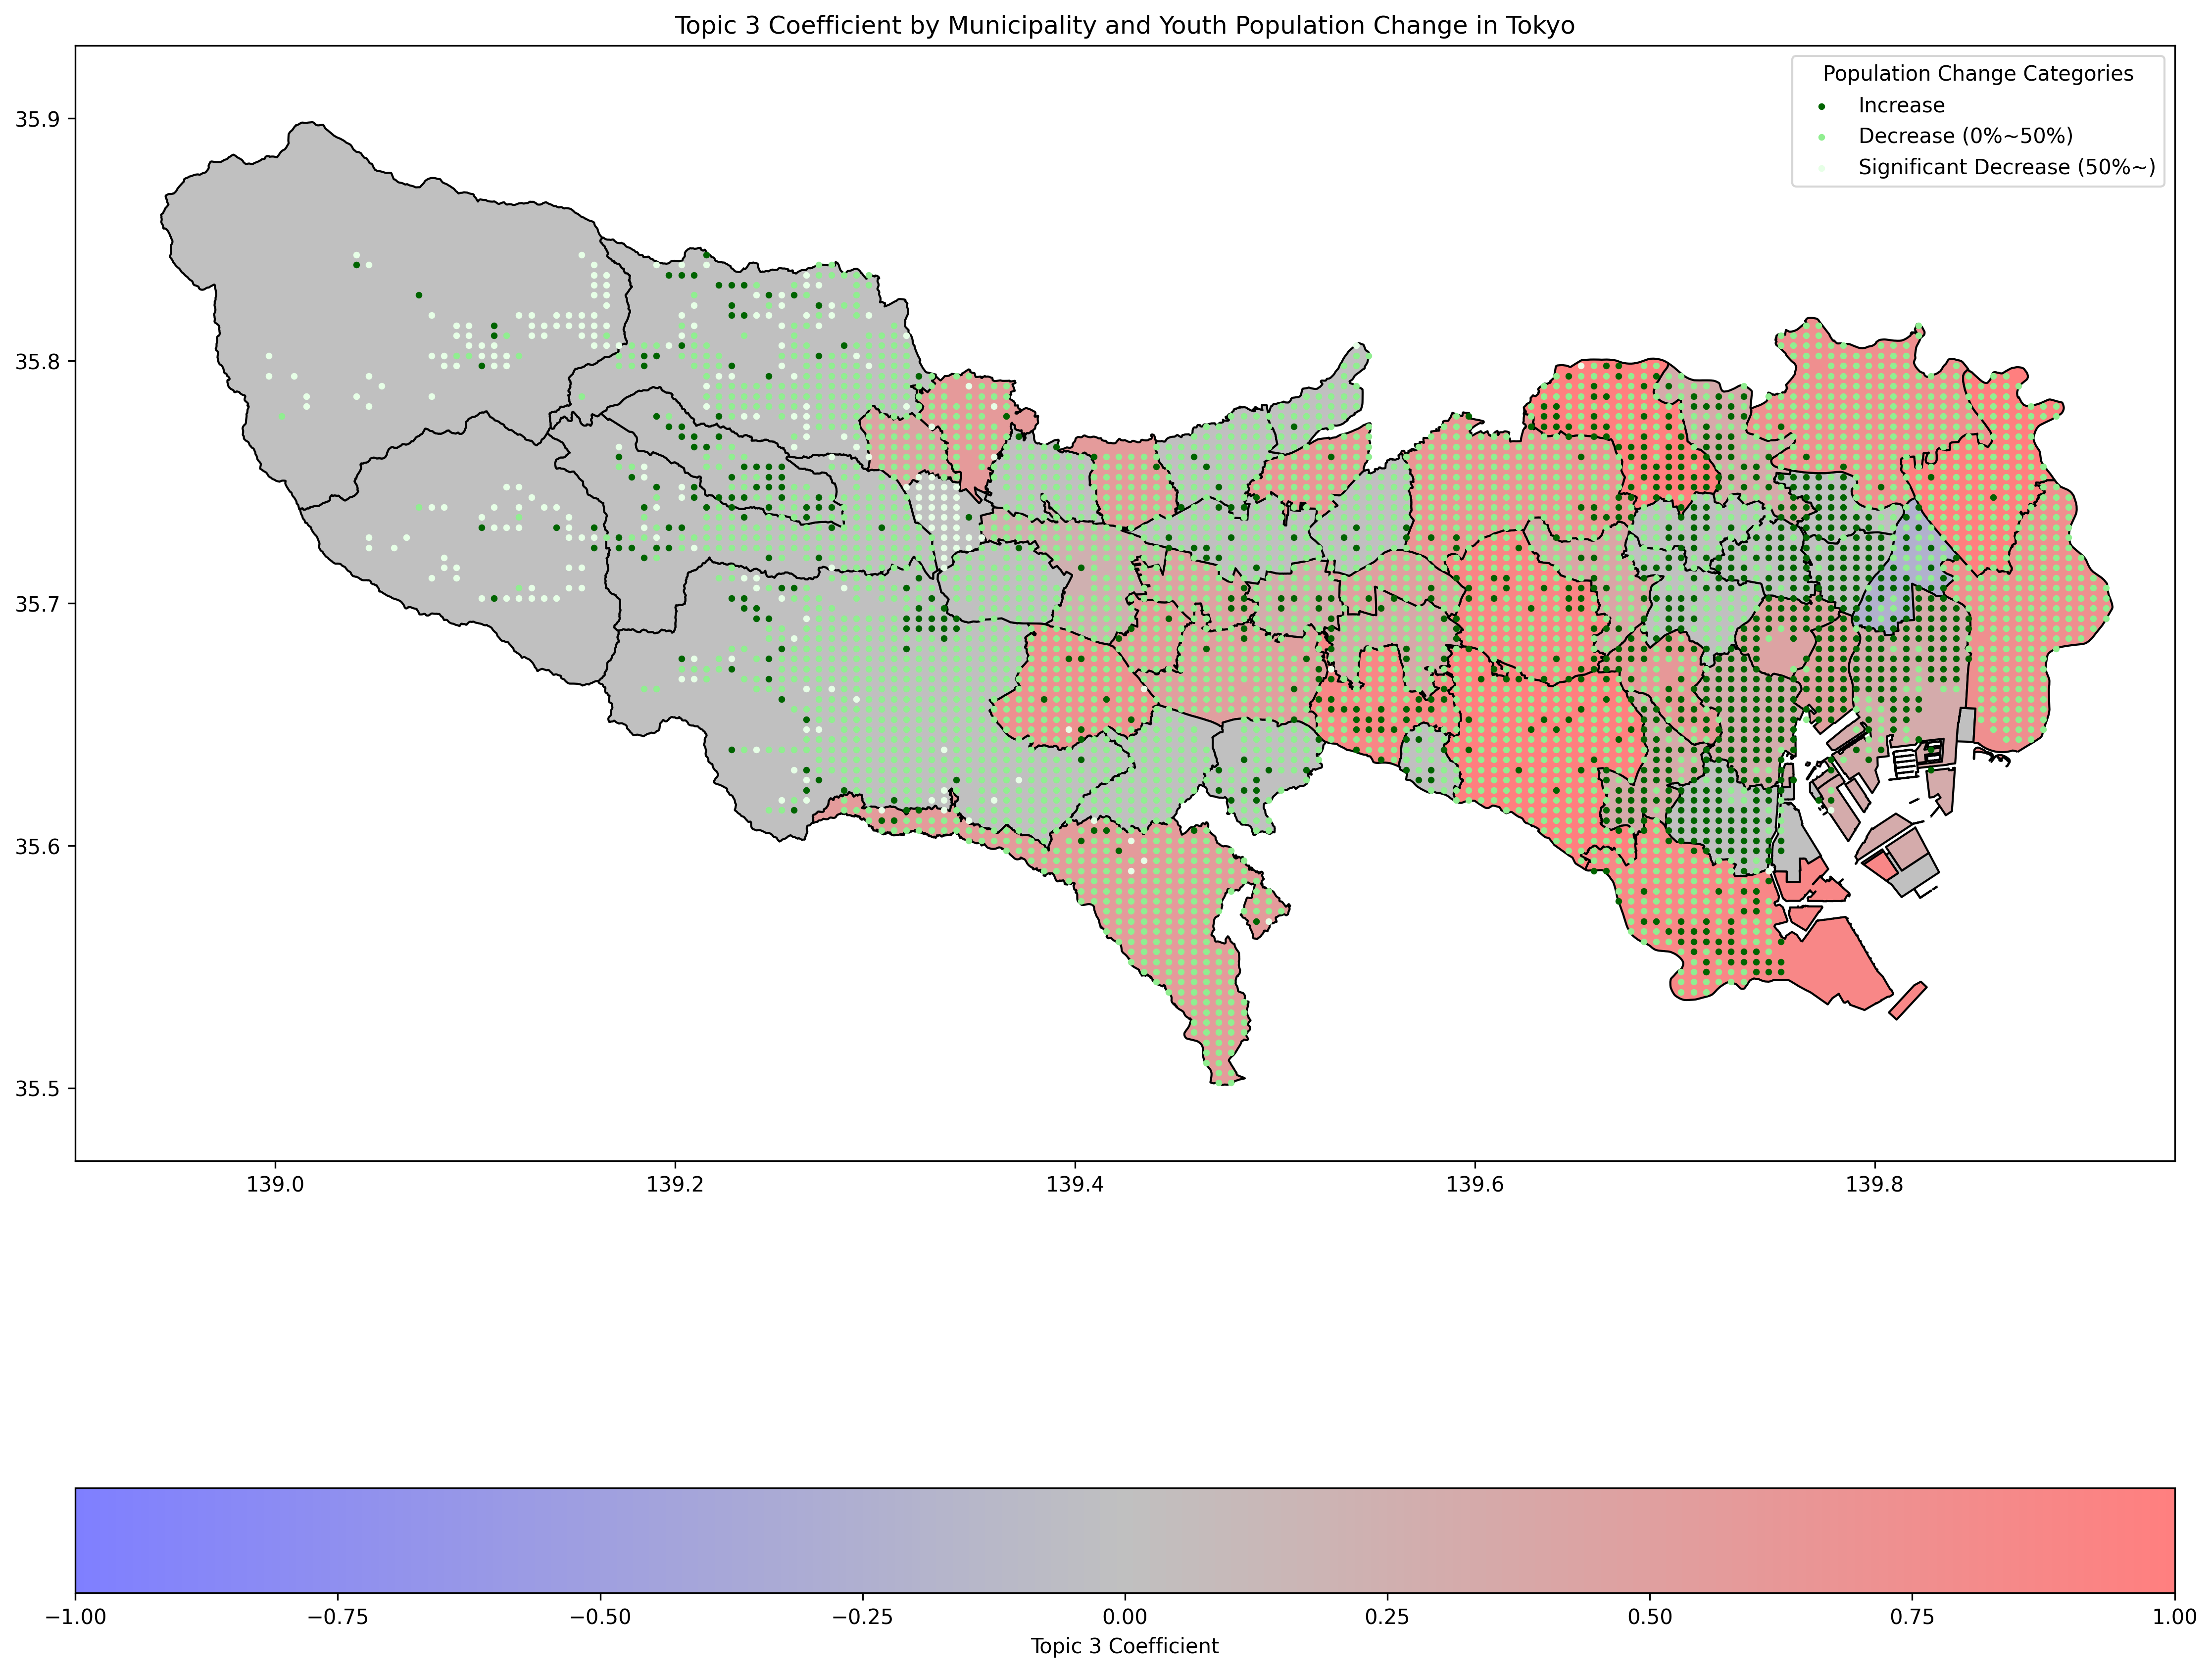 Topic 3 Coefficient by Municipality and Youth Population Change in Tokyo
Population Change Categories
Increase
Decrease (0%~50%)
Significant Decrease (50%~)
35.9
35.8
35.7
35.6
35.5
139.0 139.2 139.4 139.6 139.8
−1.00 −0.75 −0.50 −0.25 0.00 0.25 0.50 0.75 1.00
Topic 3 Coefficient